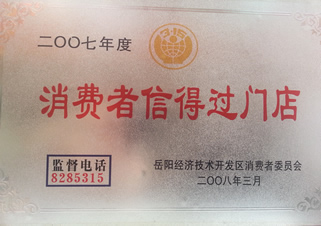 二〇〇七年度
315
消费者信得过门店
监督电话
8285315
岳阳经济技术开发区消费者委员会
二〇〇八年三月